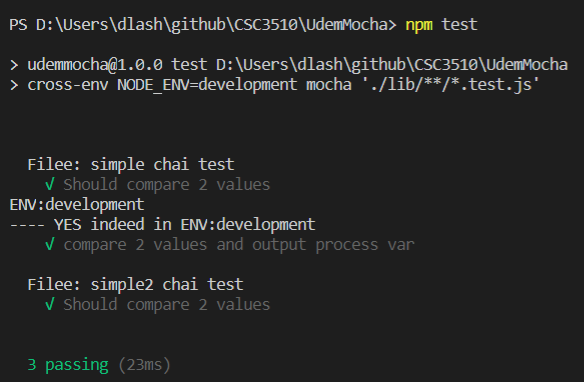 PS D:\Users\dlash\github\CSC3510\UdemMocha> npm test
> udemmocha@1.0.0 test D:\Users\dlash\github\CSC3510\UdemMocha
> cross-env NODE_ENV=development mocha './lib/**/*.test.js'
Filee: simple chai test
√ Should compare 2 values
ENV:development
---- YES indeed in ENV:development
√ compare 2 values and output process var
Filee: simple2 chai test
√ Should compare 2 values
3 passing (23ms)